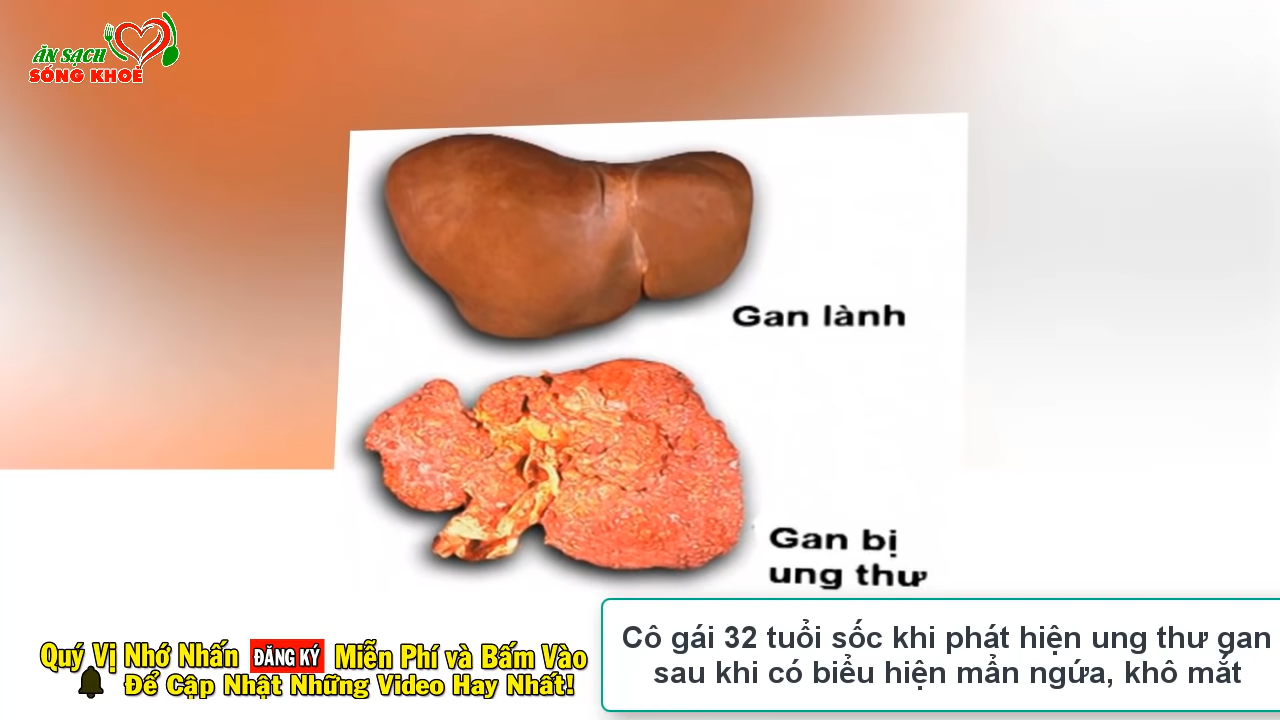 ĂN SẠCH
SỐNG KHOẺ
Gan lành
Gan bị
ung thư
Quý Vị Nhớ Nhấn ĐĂNG KÝ Miễn Phí và Bấm Vào
Để Cập Nhật Những Video Hay Nhất!
Cô gái 32 tuổi sốc khi phát hiện ung thư gan
sau khi có biểu hiện mẩn ngứa, khô mắt